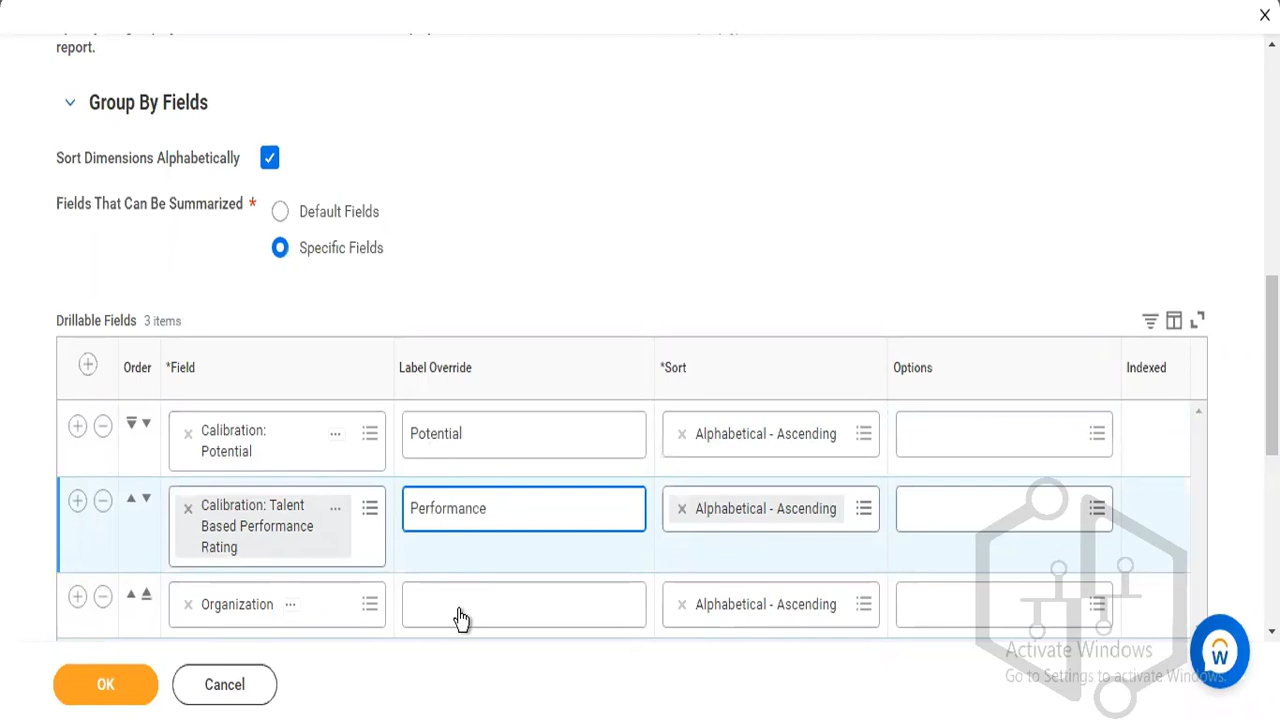 X
report.
Group By Fields
Sort Dimensions Alphabetically
Fields That Can Be Summarized *
Default Fields
Specific Fields
Drillable Fields 3 items
Order *Field Label Override *Sort Options Indexed
Calibration: Potential Alphabetical - Ascending
Potential
Calibration: Talent Performance Alphabetical - Ascending
Based Performance
Rating
Organization Alphabetical - Ascending
W
Activate Windows
Go to Settings to activate Windows.
OK Cancel